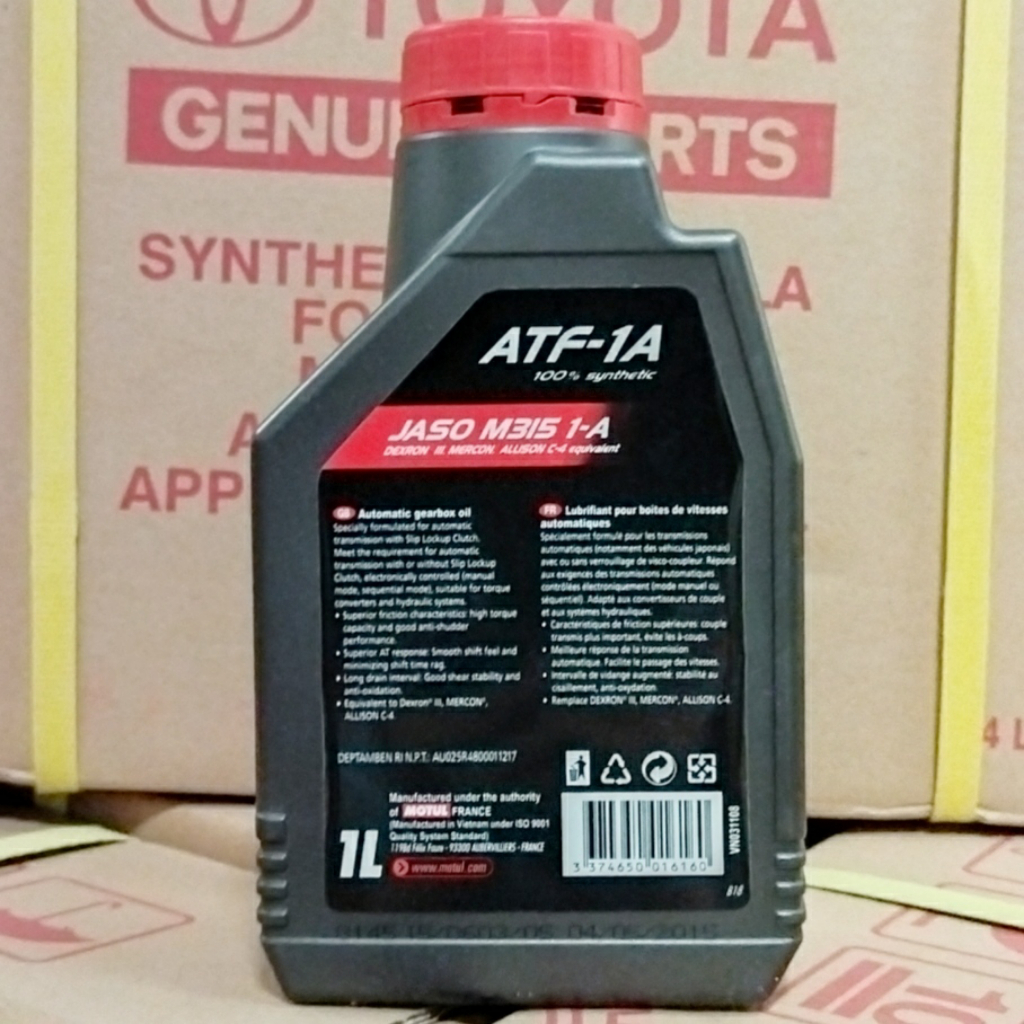 TOYOTA
GENUI
RTS
SYNTHE
LA
FO
A
APP
4 L
ATF-1A
100% synthetic
JASO M315 1-A
DEXRON III, MERCON, ALLISON C-4 equivalent
GB Automatic gearbox oil
Specially formulated for automatic
transmission with Slip Lockup Clutch.
Meet the requirement for automatic
transmission with or without Slip Lockup
Clutch, electronically controlled (manual
mode, sequential mode), suitable for torque
converters and hydraulic systems.
• Superior friction characteristics: high torque
capacity and good anti-shudder
performance.
• Superior AT response: Smooth shift feel and
minimizing shift time rag.
• Long drain interval: Good shear stability and
anti-oxidation.
• Equivalent to Dexron® III, MERCON®,
ALLISON C-4.
FR Lubrifiant pour boites de vitesses
automatiques
Spécialement formulé pour les transmissions
automatiques (notamment des véhicules japonais)
avec ou sans verrouillage de visco-coupleur. Répond
aux exigences des transmissions automatiques
contrôlées électroniquement (mode manuel ou
séquentiel). Adapté aux convertisseurs de couple
et aux systèmes hydrauliques.
• Caractéristiques de friction supérieures: couple
transmis plus important, évite les à-coups.
• Meilleure réponse de la transmission
automatique. Facilite le passage des vitesses.
• Intervalle de vidange augmenté: stabilité au
cisaillement, anti-oxydation.
• Remplace DEXRON® III, MERCON®, ALLISON C-4.
DEPTAMBEN RI N.P.T.: AU025R4800011217
Manufactured under the authority
of MOTUL FRANCE
(Manufactured in Vietnam under ISO 9001
Quality System Standard)
119Bd Félix Faure - 93300 AUBERVILLIERS - FRANCE
1L
www.motul.com
3 374650 016160
VN031108
818
04/05/2015